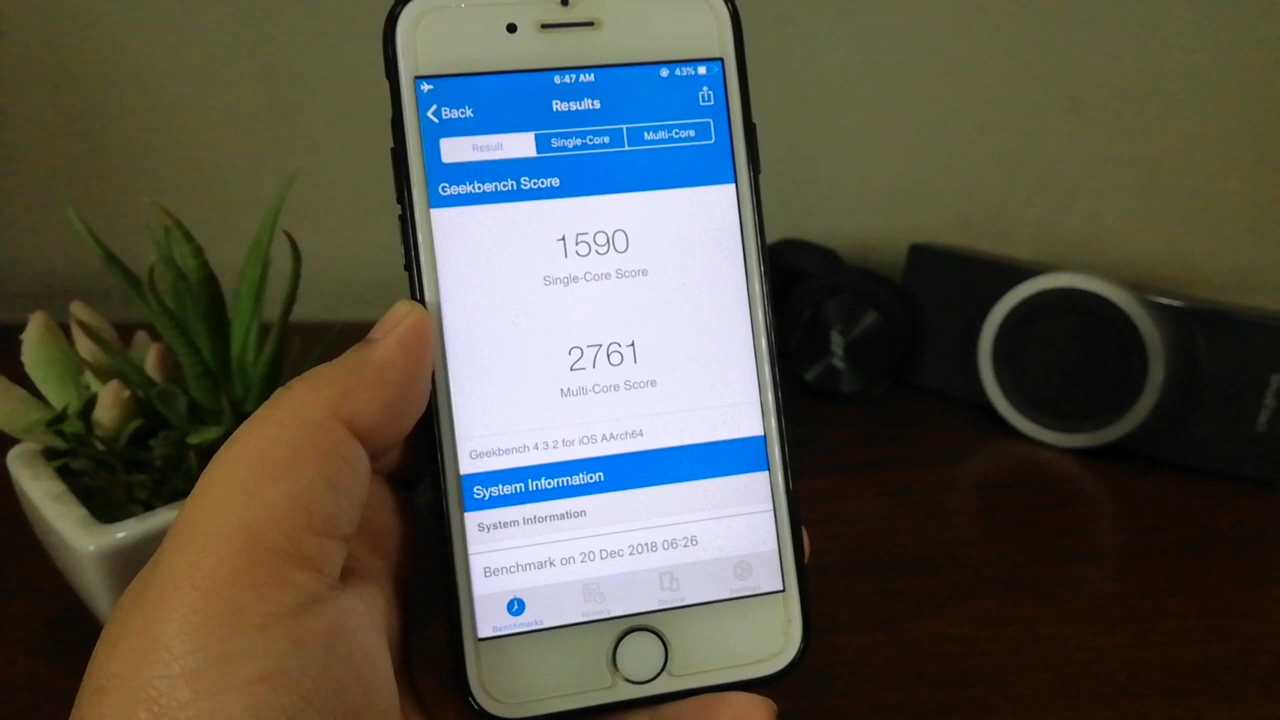 6:47 AM
43%
Back
Results
Result
Single-Core
Multi-Core
Geekbench Score
1590
Single-Core Score
2761
Multi-Core Score
Geekbench 4.3.2 for iOS AArch64
System Information
System Information
Benchmark on 20 Dec 2018 06:26
Benchmarks
History
Device
Settings